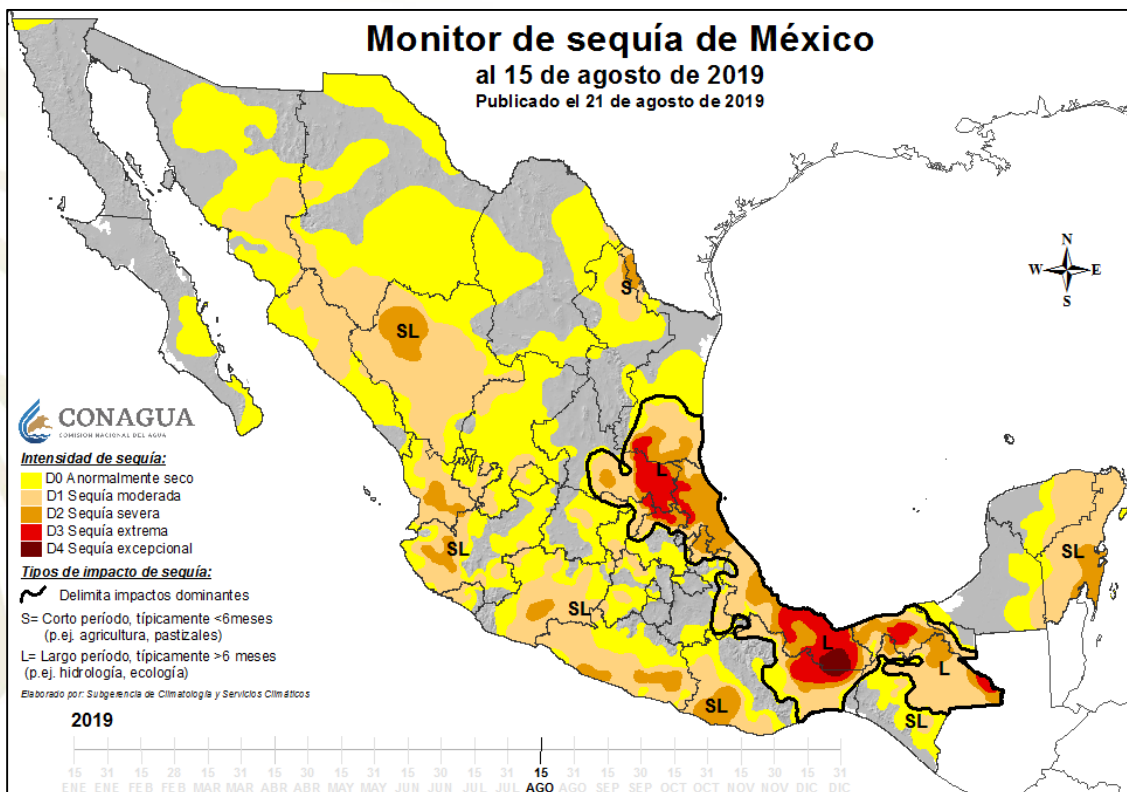 Monitor de sequía de México
al 15 de agosto de 2019
Publicado el 21 de agosto de 2019
N
W E
S
S
SL
L
SL
SL
SL
L
L
SL
SL
CONAGUA
COMISIÓN NACIONAL DEL AGUA
Intensidad de sequía:
D0 Anormalmente seco
D1 Sequía moderada
D2 Sequía severa
D3 Sequía extrema
D4 Sequía excepcional
Tipos de impacto de sequía:
Delimita impactos dominantes
S= Corto período, típicamente <6meses
(p.ej. agricultura, pastizales)
L= Largo período, típicamente >6 meses
(p.ej. hidrología, ecología)
Elaborado por: Subgerencia de Climatología y Servicios Climáticos
2019
15 31 15 28 15 31 15 30 15 31 15 30 15 31 15 31 15 30 15 31 15 30 15 31
ENE ENE FEB FEB MAR MAR ABR ABR MAY MAY JUN JUN JUL JUL AGO AGO SEP SEP OCT OCT NOV NOV DIC DIC